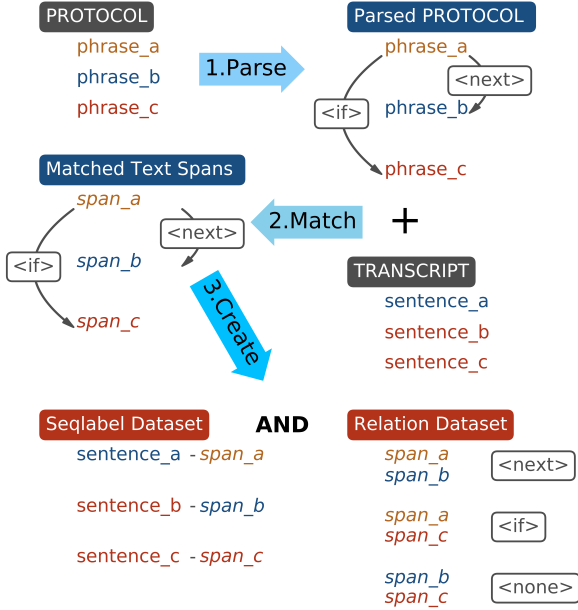 PROTOCOL
phrase_a
phrase_b
phrase_c
1.Parse
Parsed PROTOCOL
phrase_a
<next>
<if>
phrase_b
phrase_c
Matched Text Spans
span_a
<next>
<if>
span_b
span_c
2.Match
+
TRANSCRIPT
sentence_a
sentence_b
sentence_c
3.Create
Seqlabel Dataset
sentence_a - span_a
sentence_b - span_b
sentence_c - span_c
AND
Relation Dataset
span_a
span_b
<next>
span_a
span_c
<if>
span_b
span_c
<none>